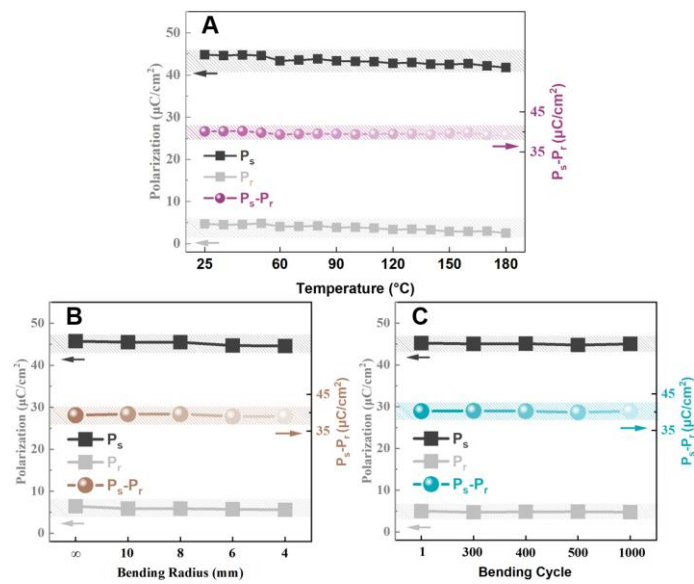 A
Polarization (μC/cm²)
50
40
30
20
10
0
45
35
Pₛ-Pᵣ (μC/cm²)
Pₛ
Pᵣ
Pₛ-Pᵣ
25
60
90
120
150
180
Temperature (°C)
B
Polarization (μC/cm²)
50
40
30
20
10
0
45
35
Pₛ-Pᵣ (μC/cm²)
Pₛ
Pᵣ
Pₛ-Pᵣ
∞
10
8
6
4
Bending Radius (mm)
C
Polarization (μC/cm²)
50
40
30
20
10
0
45
35
Pₛ-Pᵣ (μC/cm²)
Pₛ
Pᵣ
Pₛ-Pᵣ
1
300
400
500
1000
Bending Cycle